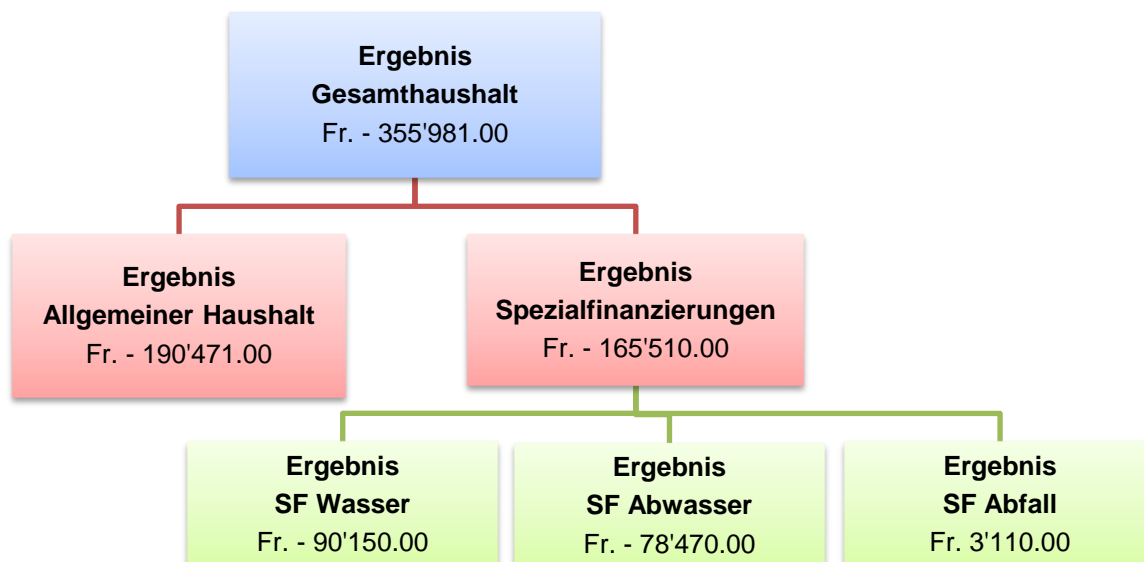 Ergebnis
Gesamthaushalt
Fr. - 355'981.00
Ergebnis
Allgemeiner Haushalt
Fr. - 190'471.00
Ergebnis
Spezialfinanzierungen
Fr. - 165'510.00
Ergebnis
SF Wasser
Fr. - 90'150.00
Ergebnis
SF Abwasser
Fr. - 78'470.00
Ergebnis
SF Abfall
Fr. 3'110.00